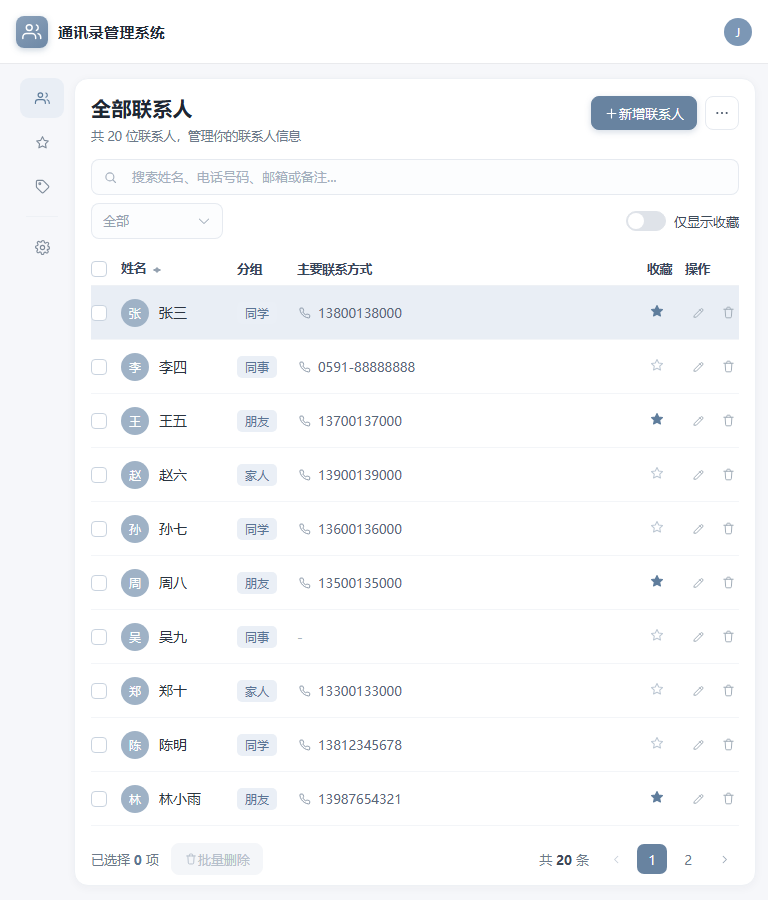 通讯录管理系统
J
全部联系人
共 20 位联系人，管理你的联系人信息
新增联系人
搜索姓名、电话号码、邮箱或备注...
全部
仅显示收藏
姓名 分组 主要联系方式 收藏 操作
张 张三 同学 13800138000
李 李四 同事 0591-88888888
王 王五 朋友 13700137000
赵 赵六 家人 13900139000
孙 孙七 同学 13600136000
周 周八 朋友 13500135000
吴 吴九 同事 -
郑 郑十 家人 13300133000
陈 陈明 同学 13812345678
林 林小雨 朋友 13987654321
已选择 0 项 批量删除 共 20 条 1 2